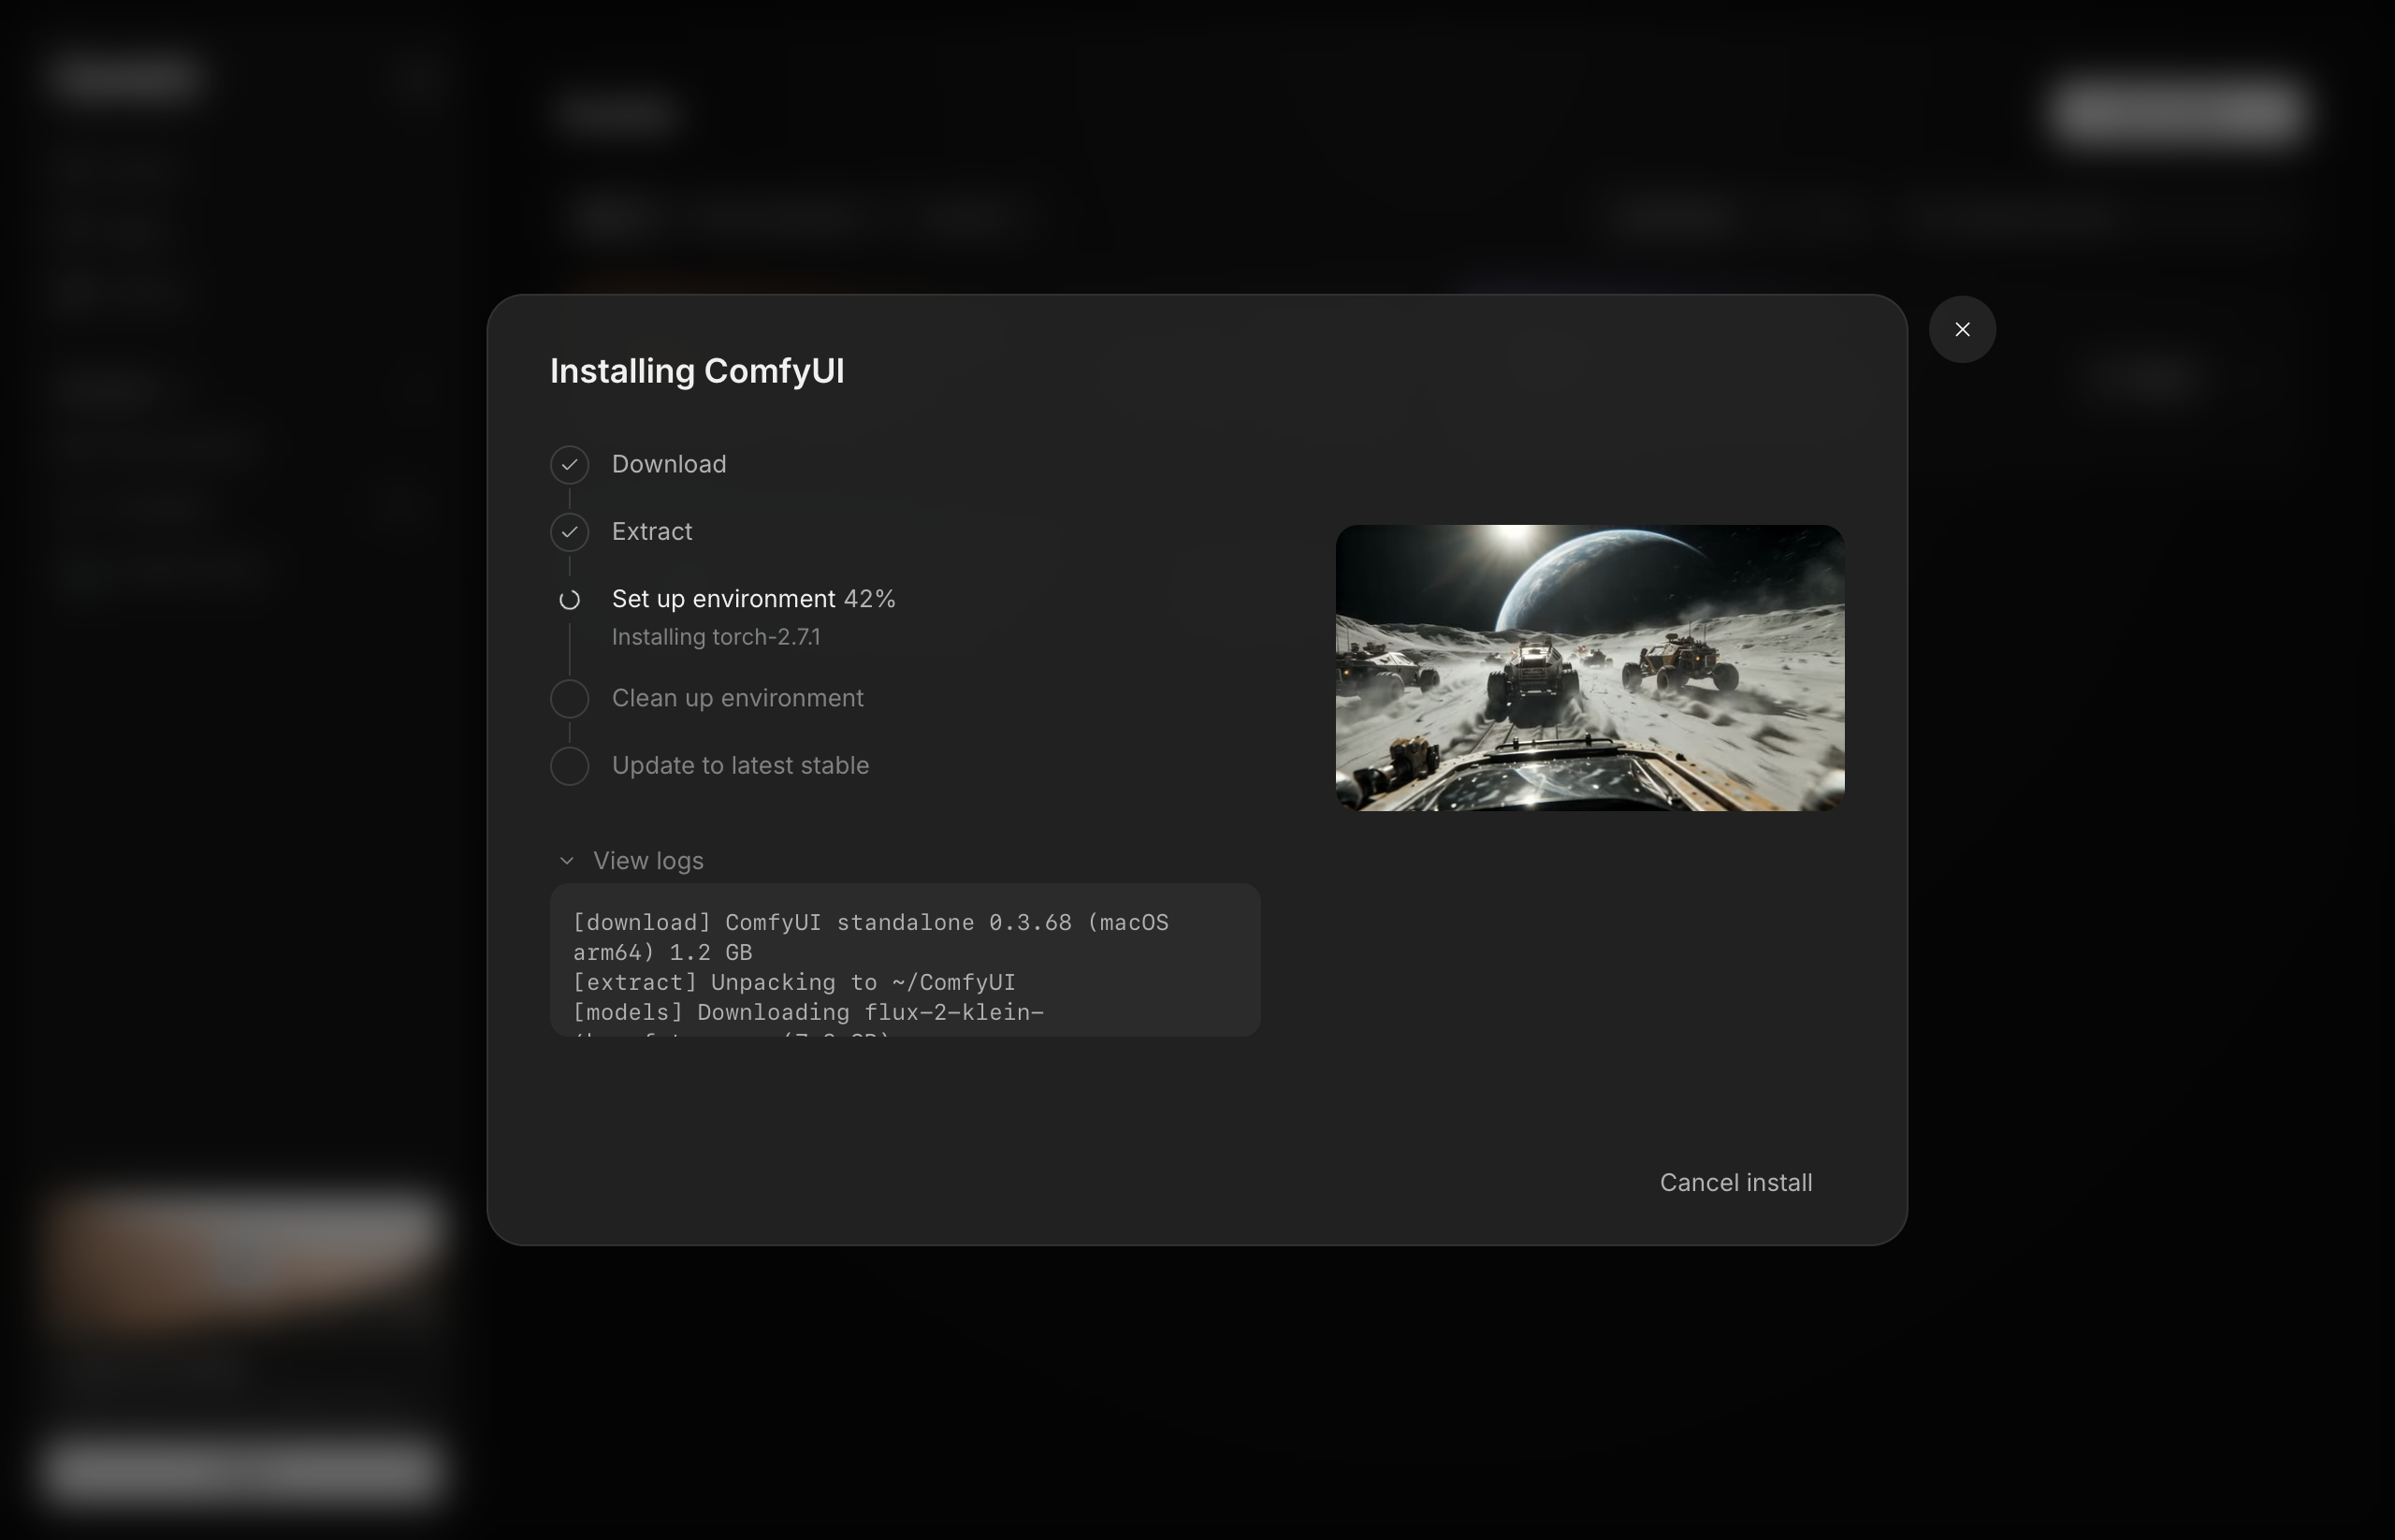 Installing ComfyUI
Download
Extract
Set up environment 42%
Installing torch-2.7.1
Clean up environment
Update to latest stable
View logs
[download] ComfyUI standalone 0.3.68 (macOS
arm64) 1.2 GB
[extract] Unpacking to ~/ComfyUI
[models] Downloading flux-2-klein-
Cancel install